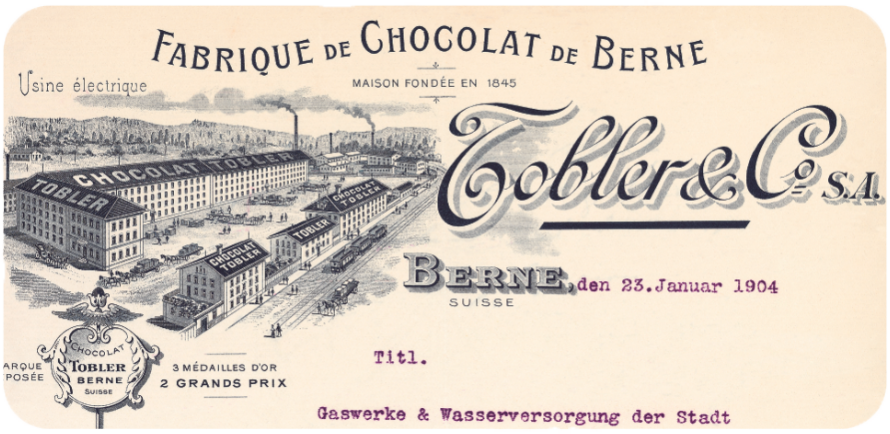 FABRIQUE DE CHOCOLAT DE BERNE
Usine électrique
MAISON FONDÉE EN 1845
Tobler & Co S.A.
CHOCOLAT TOBLER
TOBLER
CHOCOLAT TOBLER
TOBLER
CHOCOLAT TOBLER
BERNE, den 23.Januar 1904
SUISSE
CHOCOLAT
TOBLER
BERNE
SUISSE
ARQUE
POSÉE
3 MÉDAILLES D'OR
2 GRANDS PRIX
Titl.
Gaswerke & Wasserversorgung der Stadt